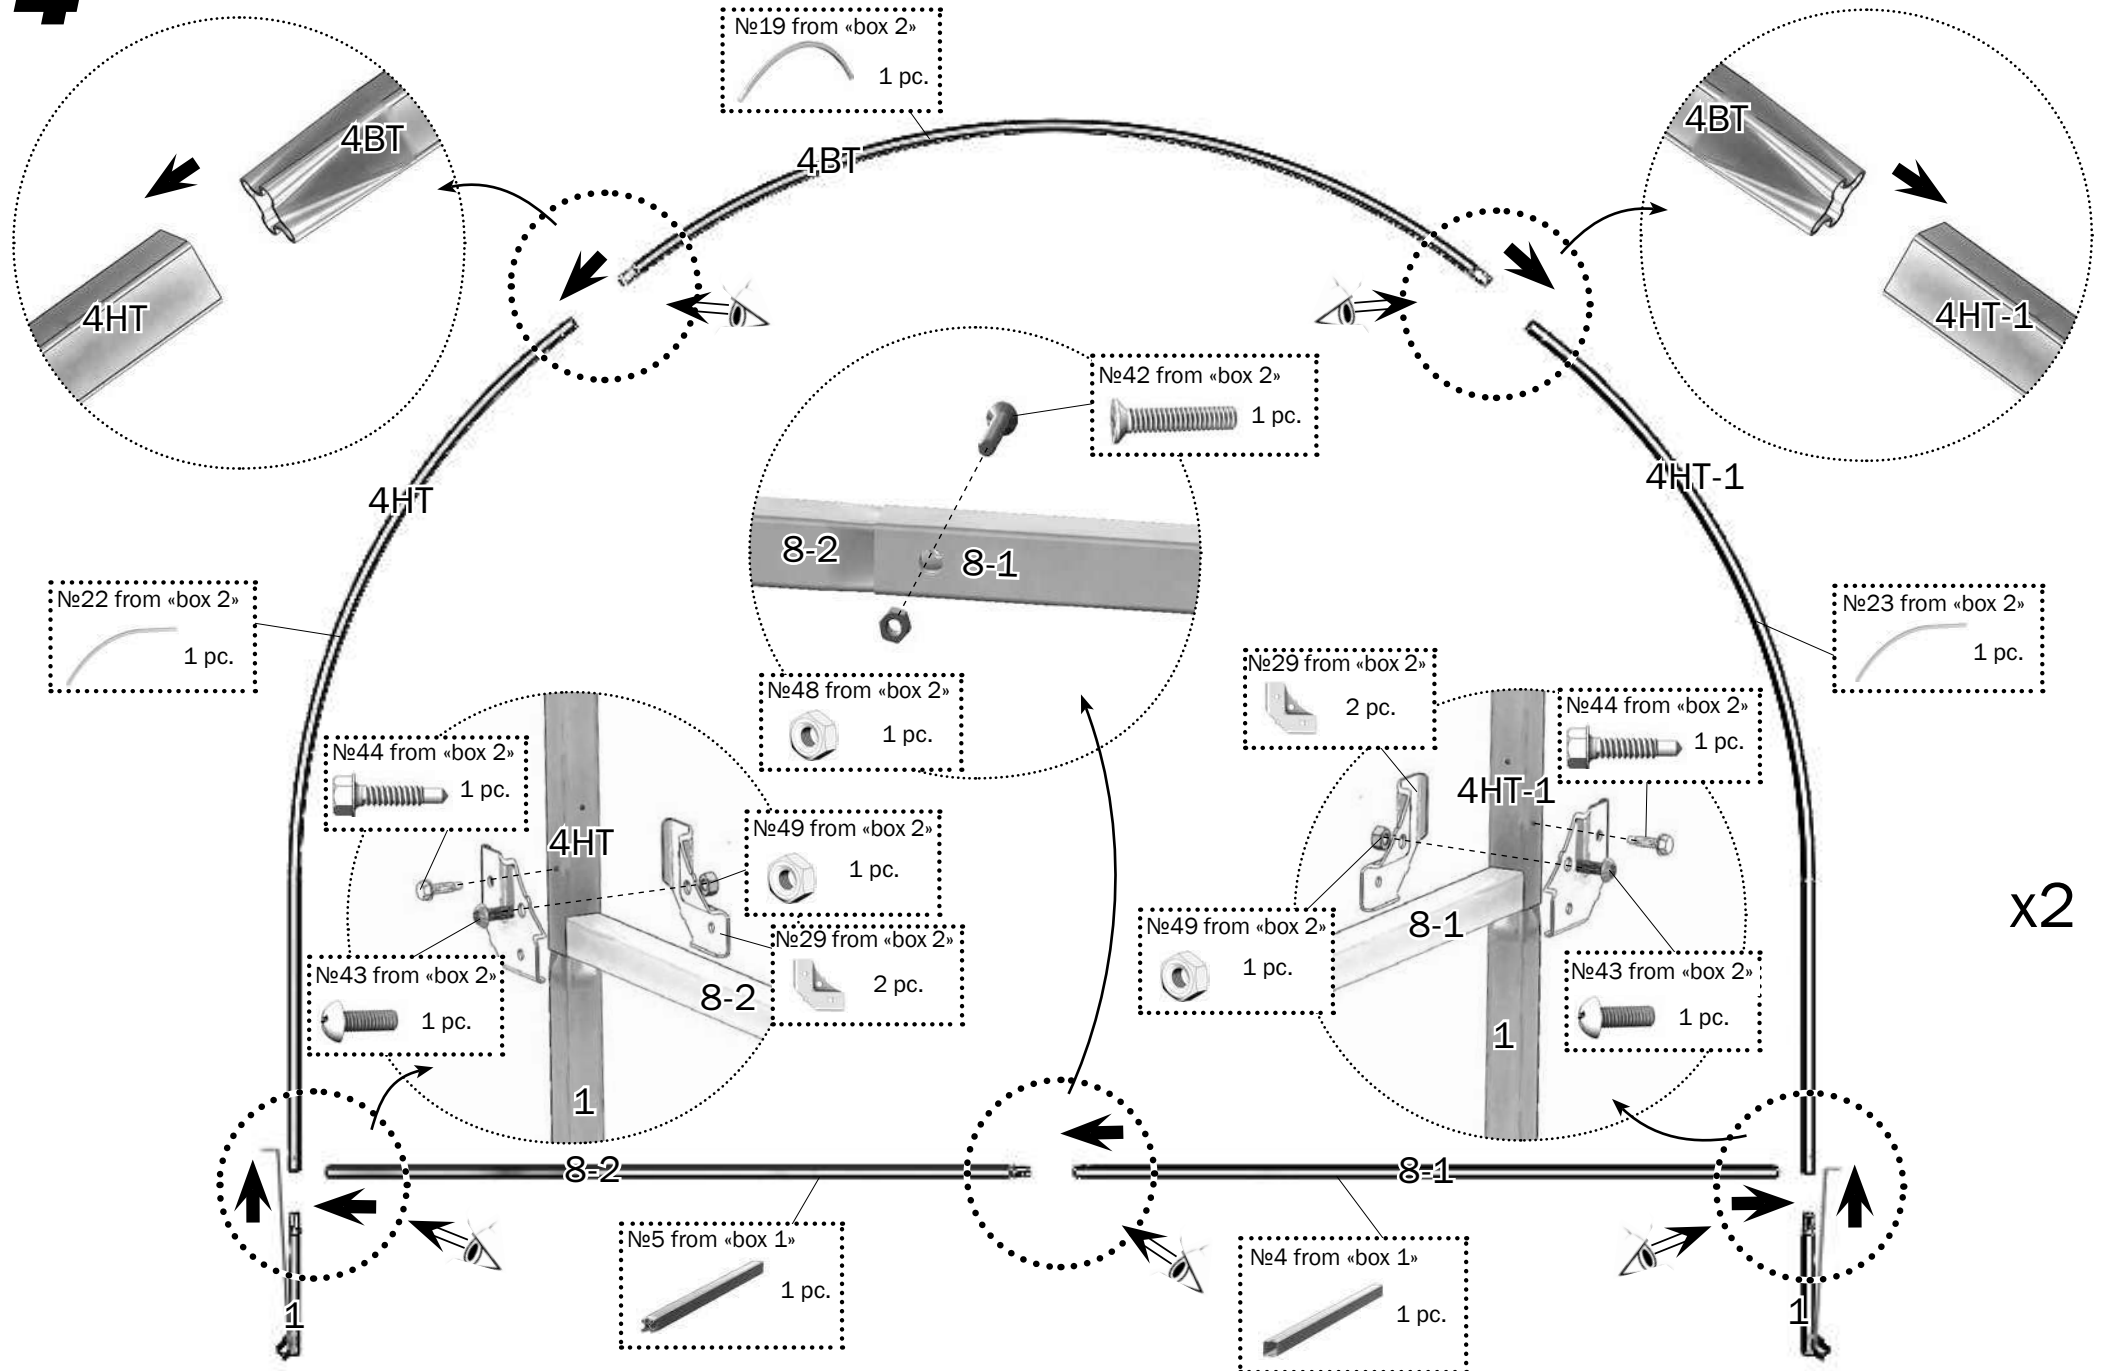 4
№19 from «box 2»
1 pc.
4BT
4BT
4BT
4HT
4HT-1
№42 from «box 2»
1 pc.
4HT
4HT-1
8-2
8-1
№22 from «box 2»
1 pc.
№23 from «box 2»
1 pc.
№48 from «box 2»
1 pc.
№29 from «box 2»
2 pc.
№44 from «box 2»
1 pc.
№44 from «box 2»
1 pc.
4HT
4HT-1
№49 from «box 2»
1 pc.
№49 from «box 2»
1 pc.
8-1
x2
№29 from «box 2»
2 pc.
№43 from «box 2»
1 pc.
8-2
№43 from «box 2»
1 pc.
1
1
8-2
8-1
№5 from «box 1»
1 pc.
№4 from «box 1»
1 pc.
1
1